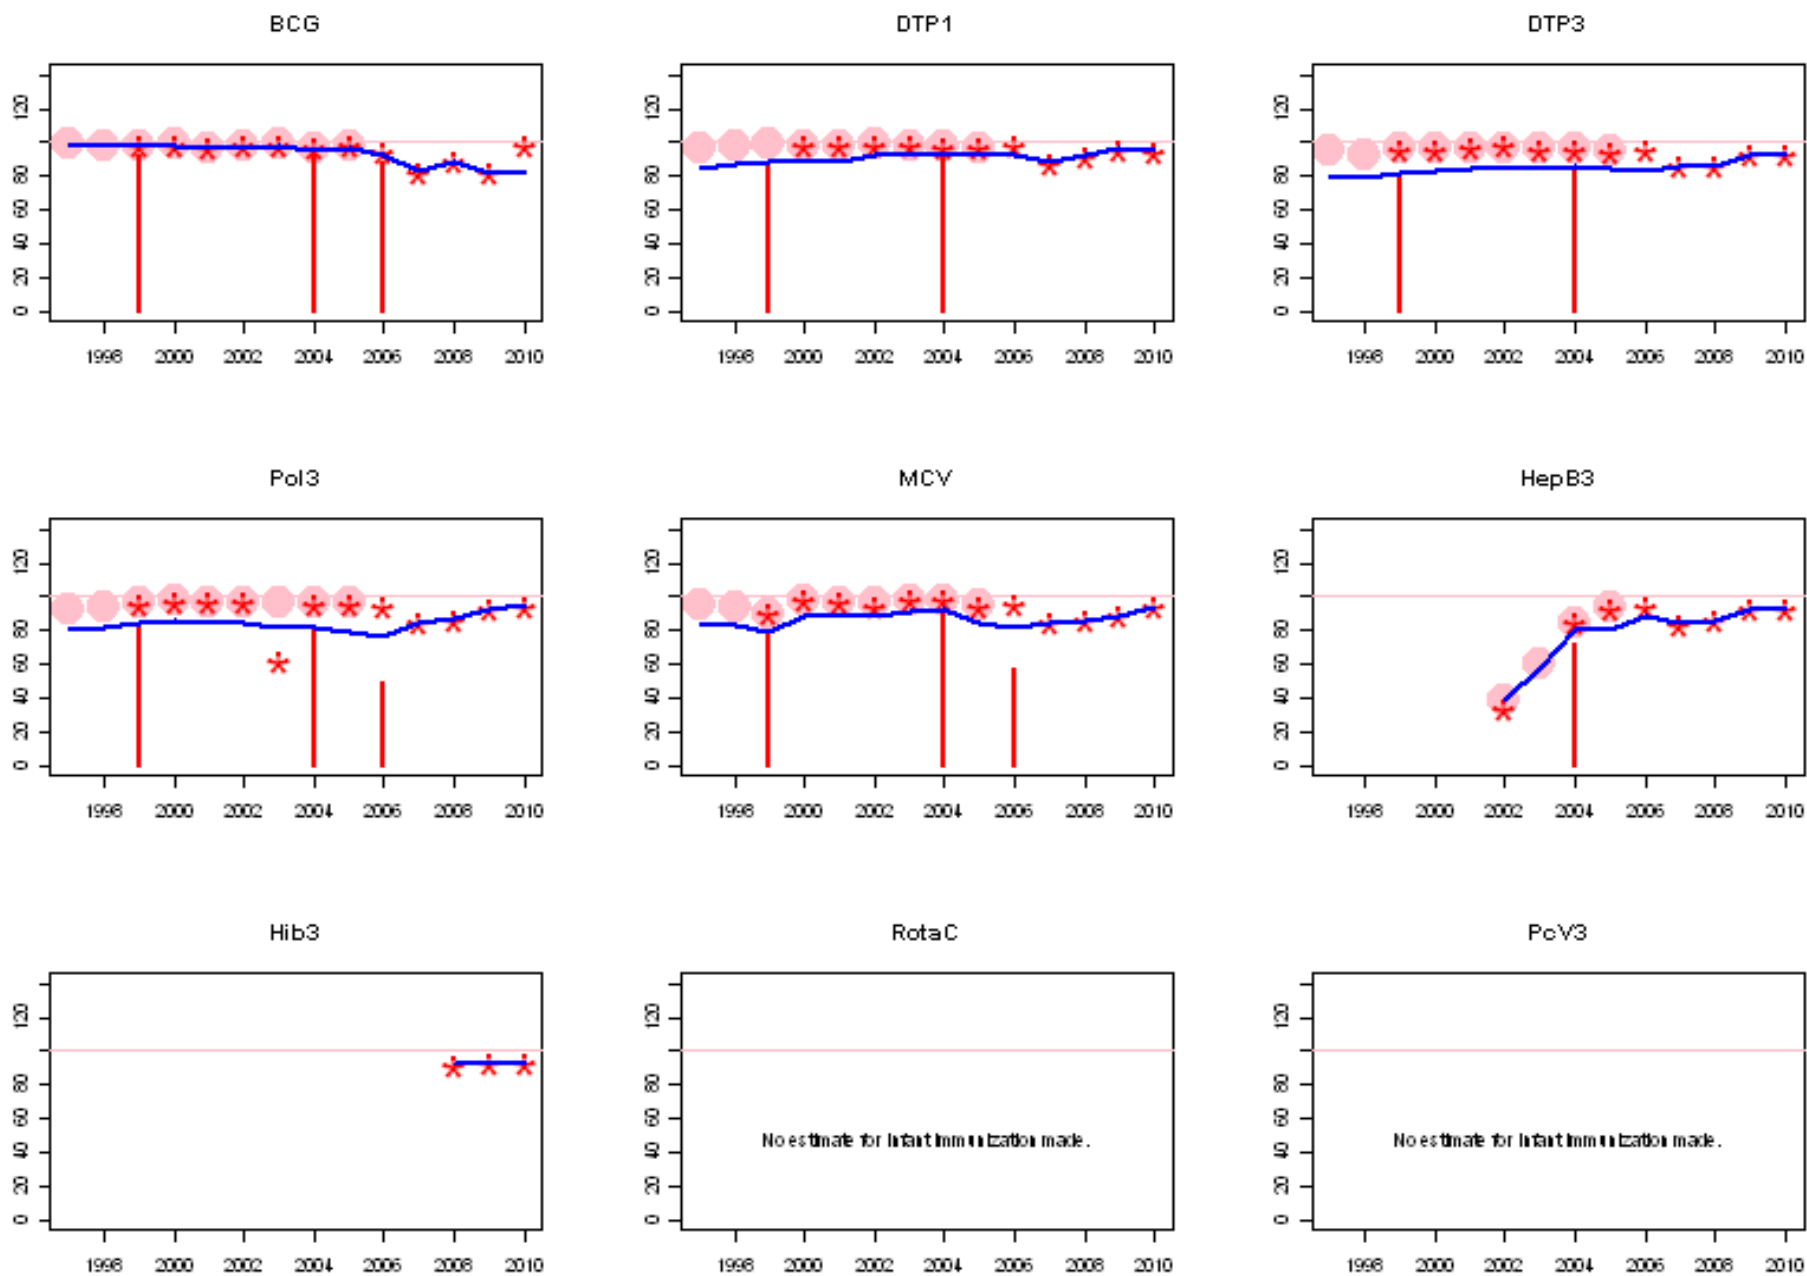 BCG
DTP1
DTP3
0 20 40 60 80 120
0 20 40 60 80 120
0 20 40 60 80 120
1998 2000 2002 2004 2006 2008 2010
1998 2000 2002 2004 2006 2008 2010
1998 2000 2002 2004 2006 2008 2010
Pol3
MCV
HepB3
0 20 40 60 80 120
0 20 40 60 80 120
0 20 40 60 80 120
1998 2000 2002 2004 2006 2008 2010
1998 2000 2002 2004 2006 2008 2010
1998 2000 2002 2004 2006 2008 2010
Hib3
RotaC
PcV3
0 20 40 60 80 120
0 20 40 60 80 120
0 20 40 60 80 120
No estimate for infant immunization made.
No estimate for infant immunization made.
1998 2000 2002 2004 2006 2008 2010
1998 2000 2002 2004 2006 2008 2010
1998 2000 2002 2004 2006 2008 2010